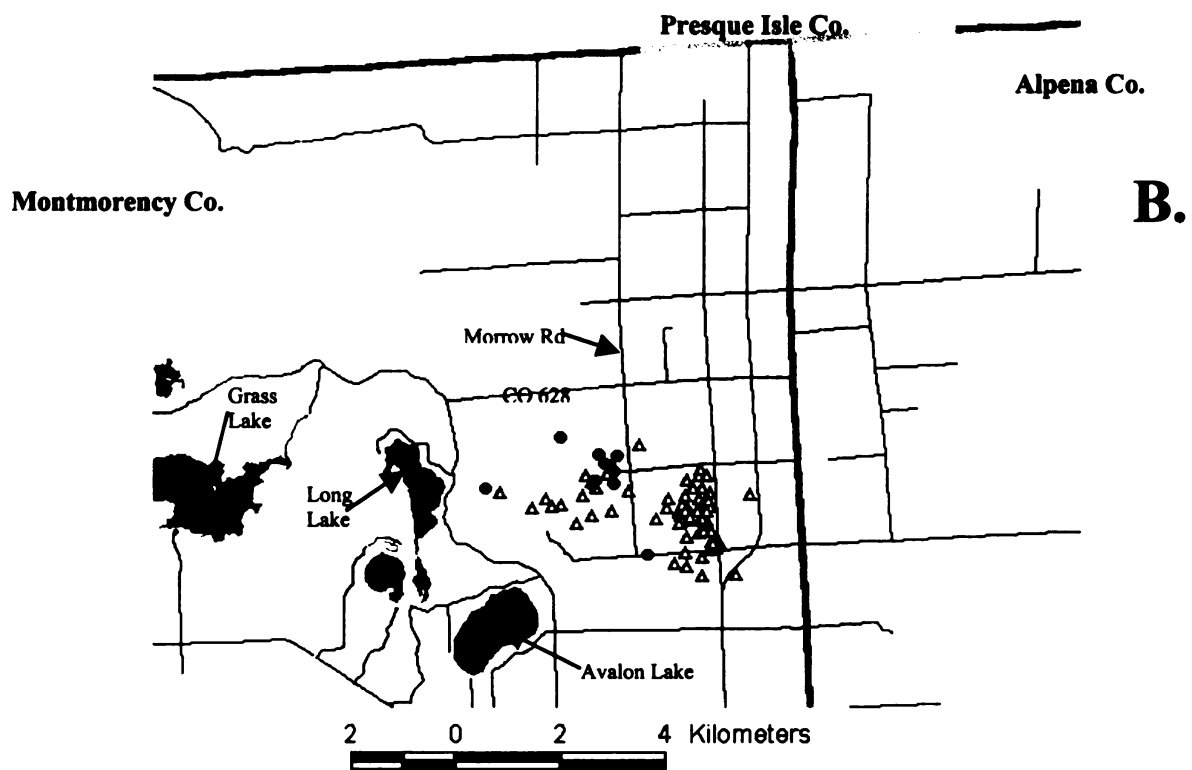 Presque Isle Co.
Alpena Co.
Montmorency Co.
B.
Morrow Rd
CO 628
Grass
Lake
Long
Lake
Avalon Lake
2 0 2 4 Kilometers